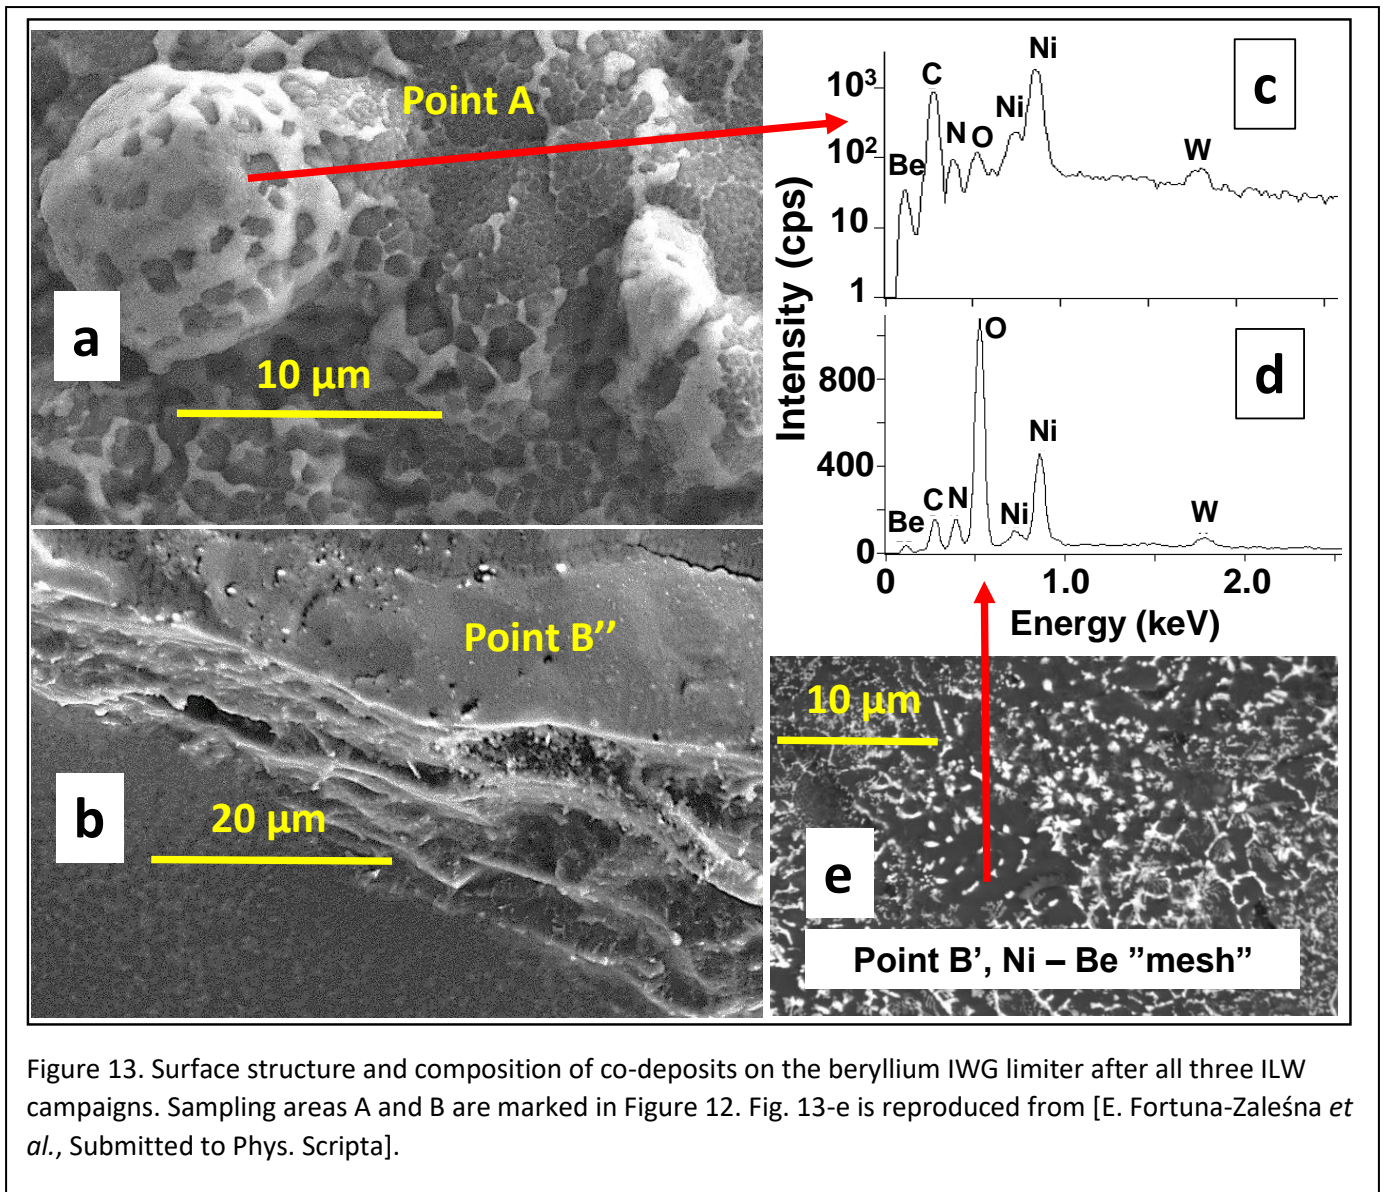 Point A
a
10 µm
Point B’’
b
20 µm
c
Ni
C
Ni
N
O
Be
W
10³
10²
10
1
Intensity (cps)
d
O
Ni
C
N
Be
Ni
W
800
400
0
0
1.0
2.0
Energy (keV)
10 µm
e
Point B’, Ni – Be ”mesh”
Figure 13. Surface structure and composition of co-deposits on the beryllium IWG limiter after all three ILW
campaigns. Sampling areas A and B are marked in Figure 12. Fig. 13-e is reproduced from [E. Fortuna-Zaleśna et
al., Submitted to Phys. Scripta].